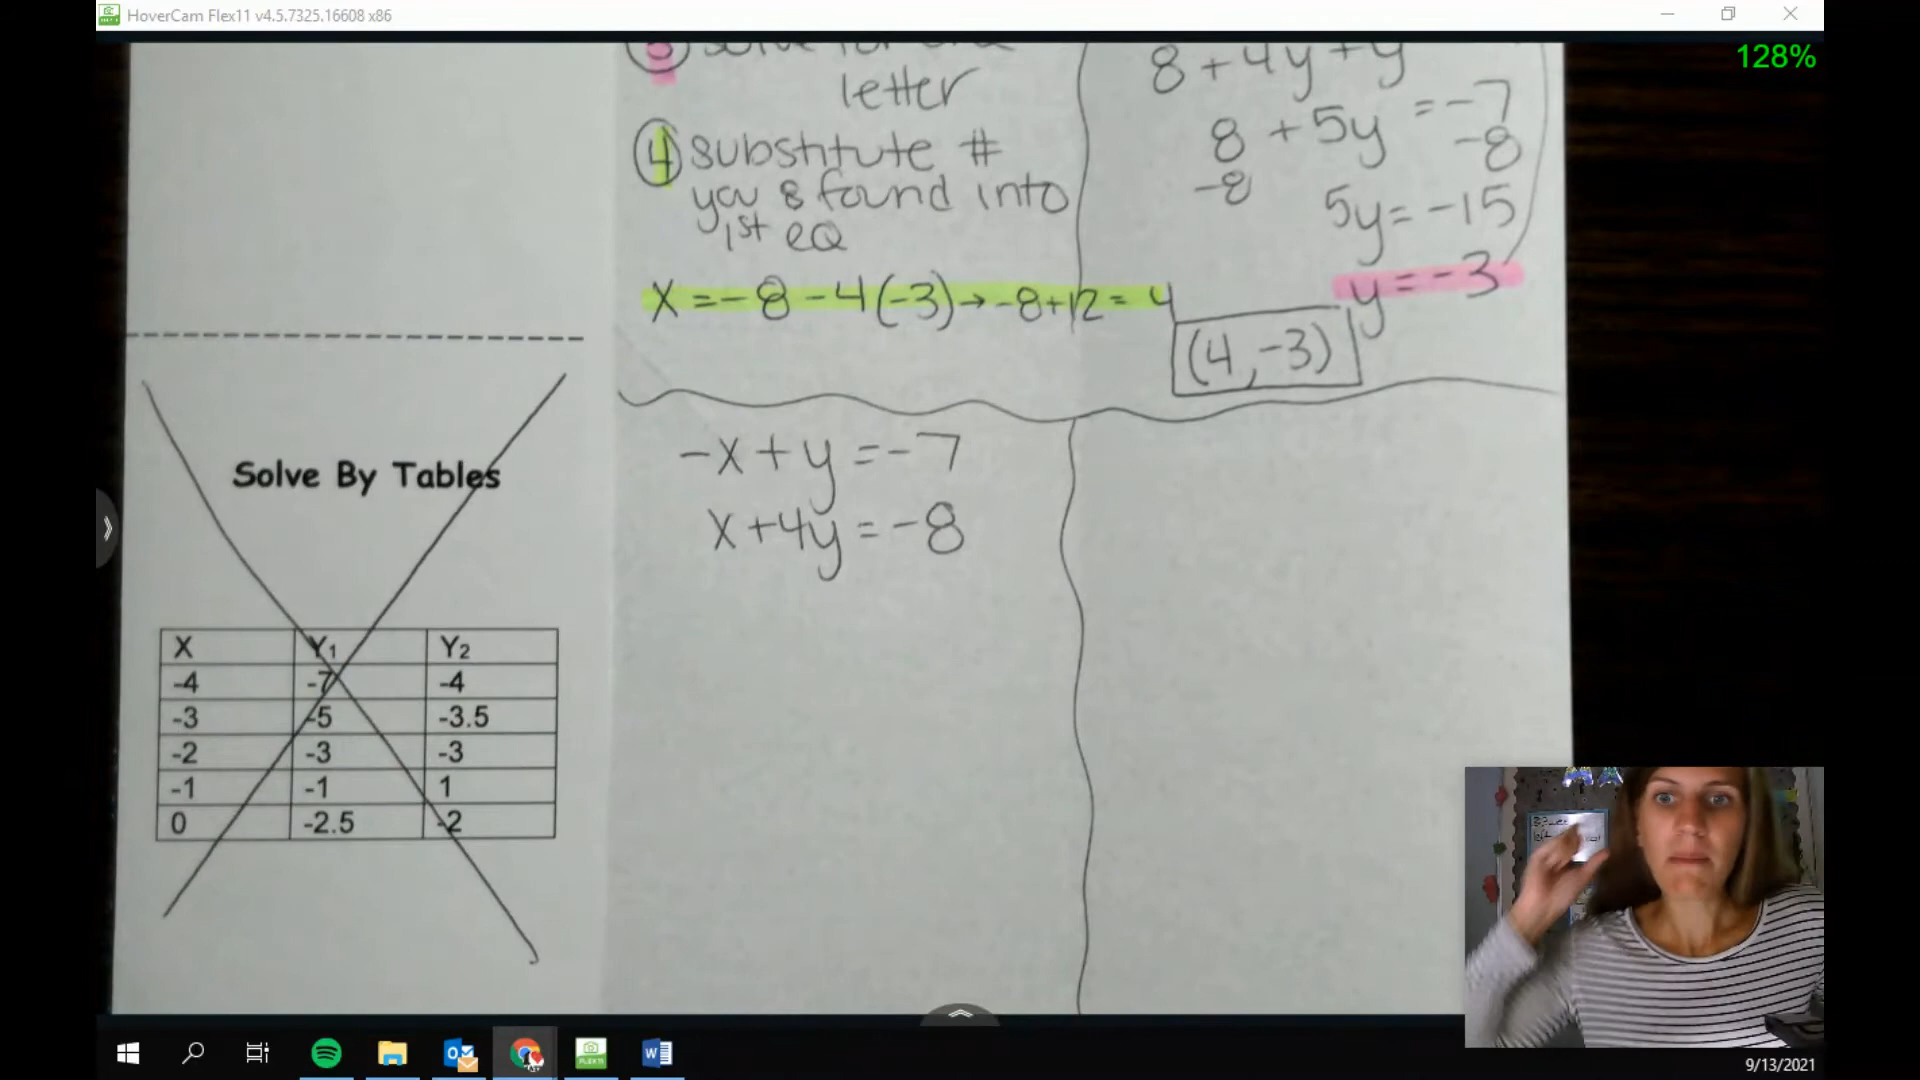 HoverCam Flex11 v4.5.7325.16608 x86
128%
letter
④ substitute #
you 8 found into
1st eq
X = -8 - 4(-3) → -8+12 = 4
8 + 4y + y
8 + 5y = -7
-8 -8
5y = -15
y = -3
(4, -3)
-x + y = -7
x + 4y = -8
Solve By Tables
X Y₁ Y₂
-4 -7 -4
-3 -5 -3.5
-2 -3 -3
-1 -1 1
0 -2.5 -2
9/13/2021